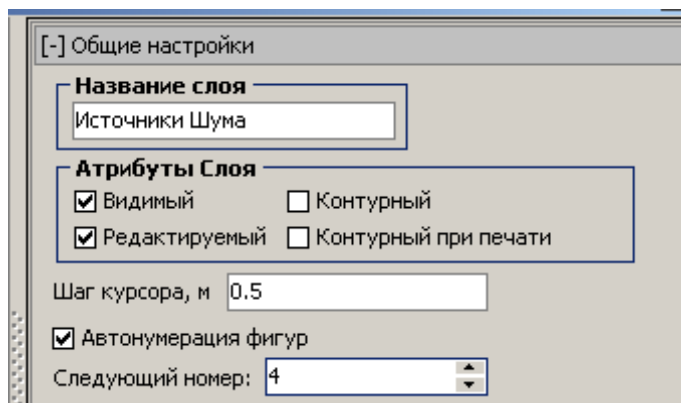 [-] Общие настройки
Название слоя
Источники Шума
Атрибуты Слоя
Видимый Контурный
Редактируемый Контурный при печати
Шаг курсора, м 0.5
Автонумерация фигур
Следующий номер: 4